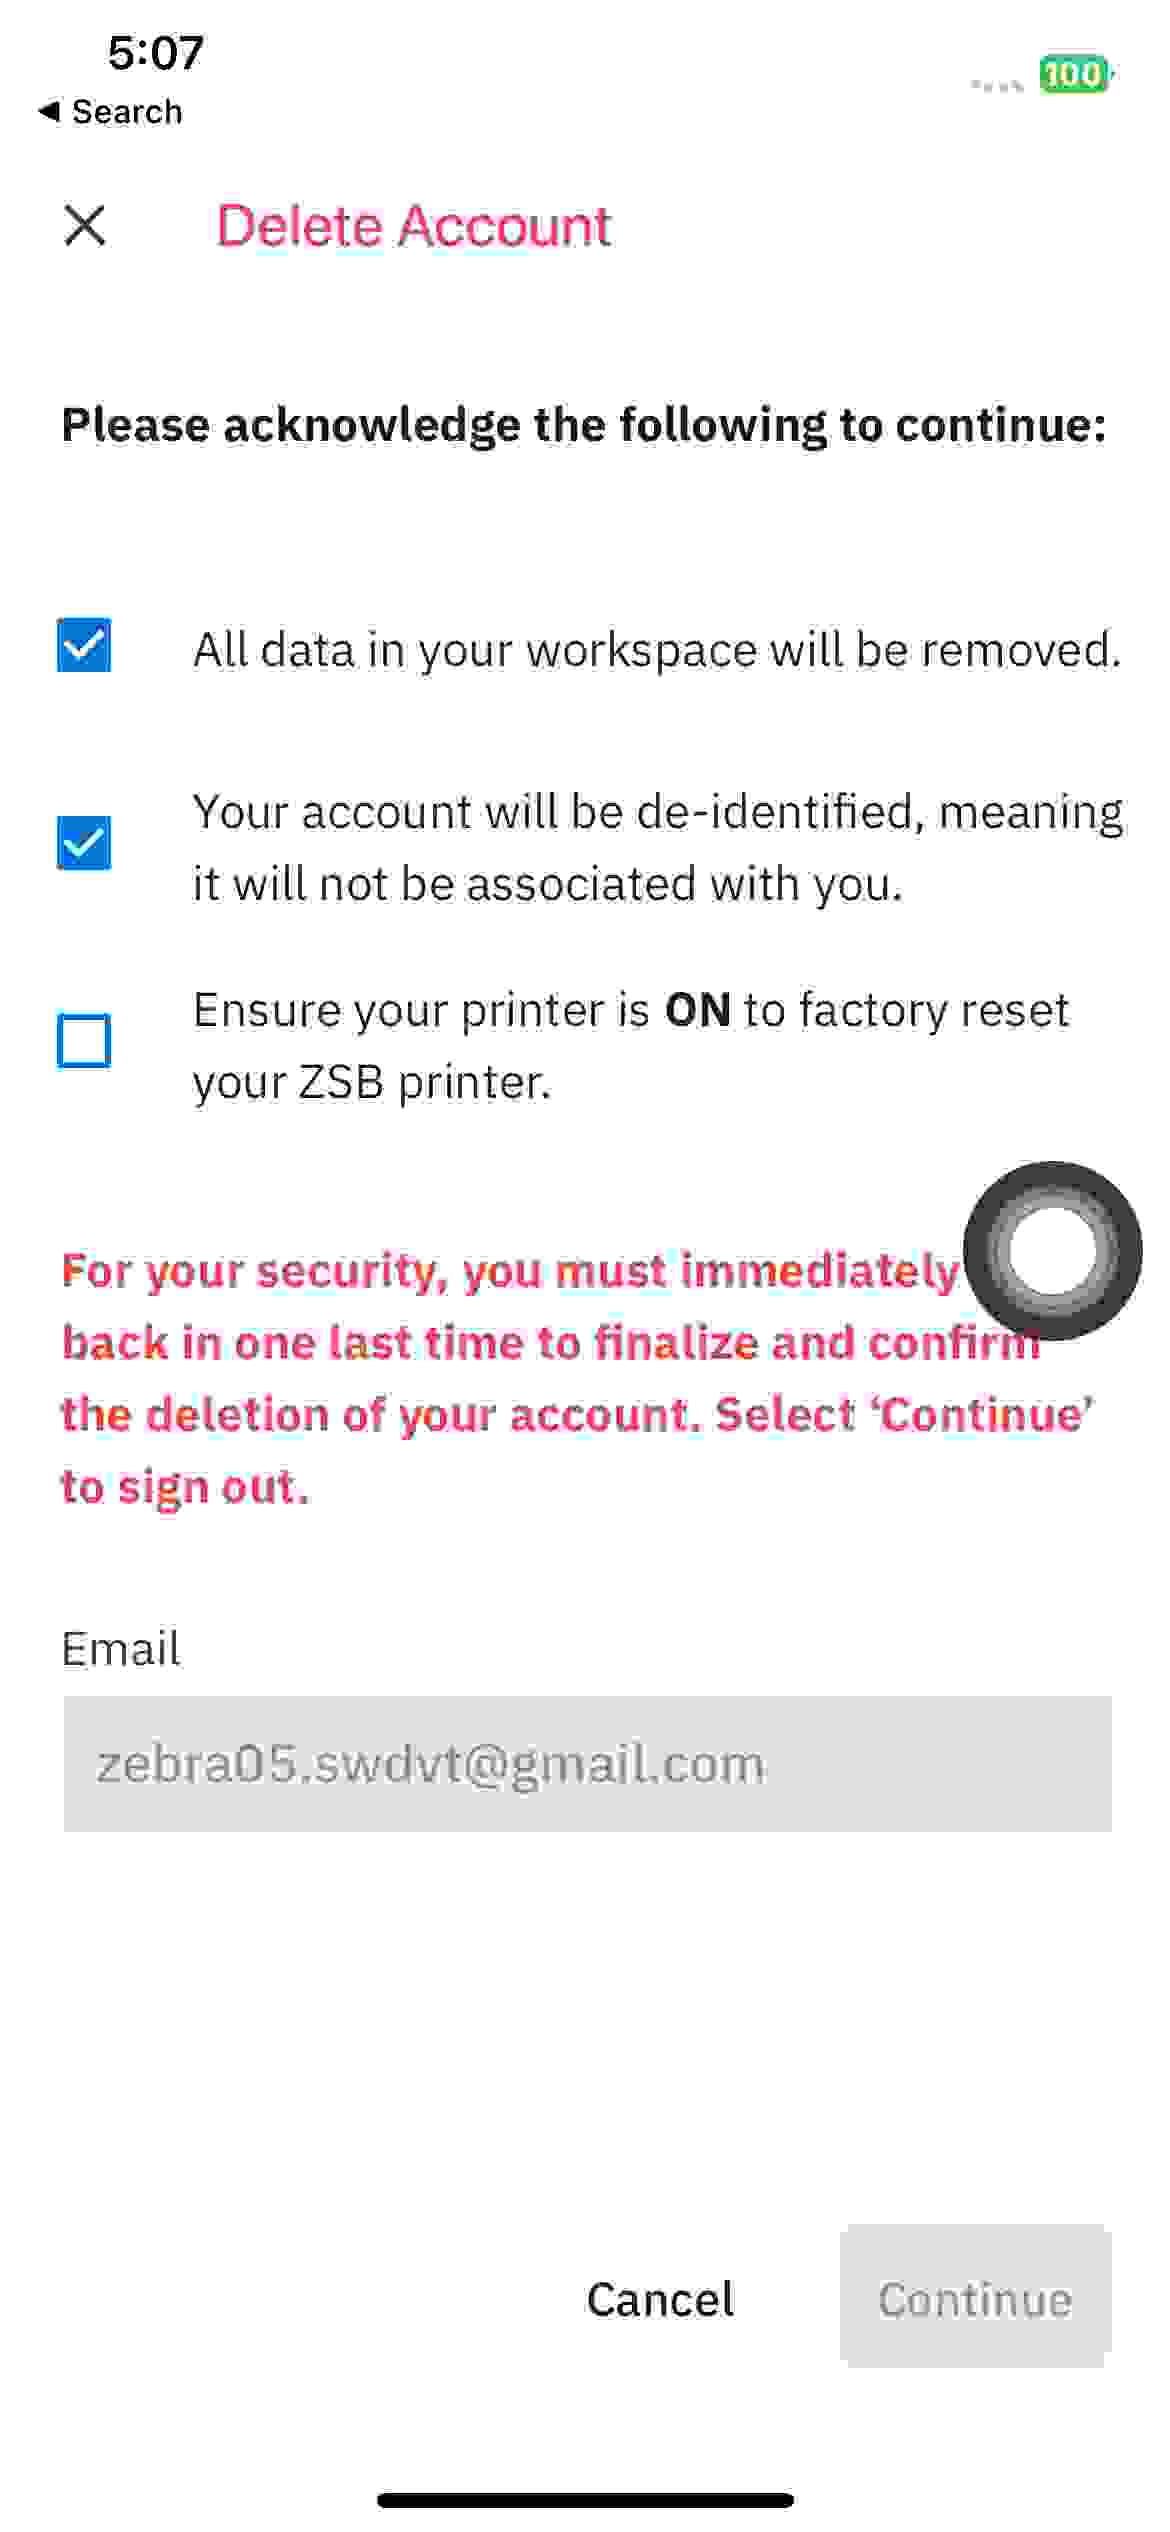 5:07
100
◀ Search
Delete Account
Please acknowledge the following to continue:
All data in your workspace will be removed.
Your account will be de-identified, meaning
it will not be associated with you.
Ensure your printer is ON to factory reset
your ZSB printer.
For your security, you must immediately
back in one last time to finalize and confirm
the deletion of your account. Select ‘Continue’
to sign out.
Email
zebra05.swdvt@gmail.com
Cancel
Continue